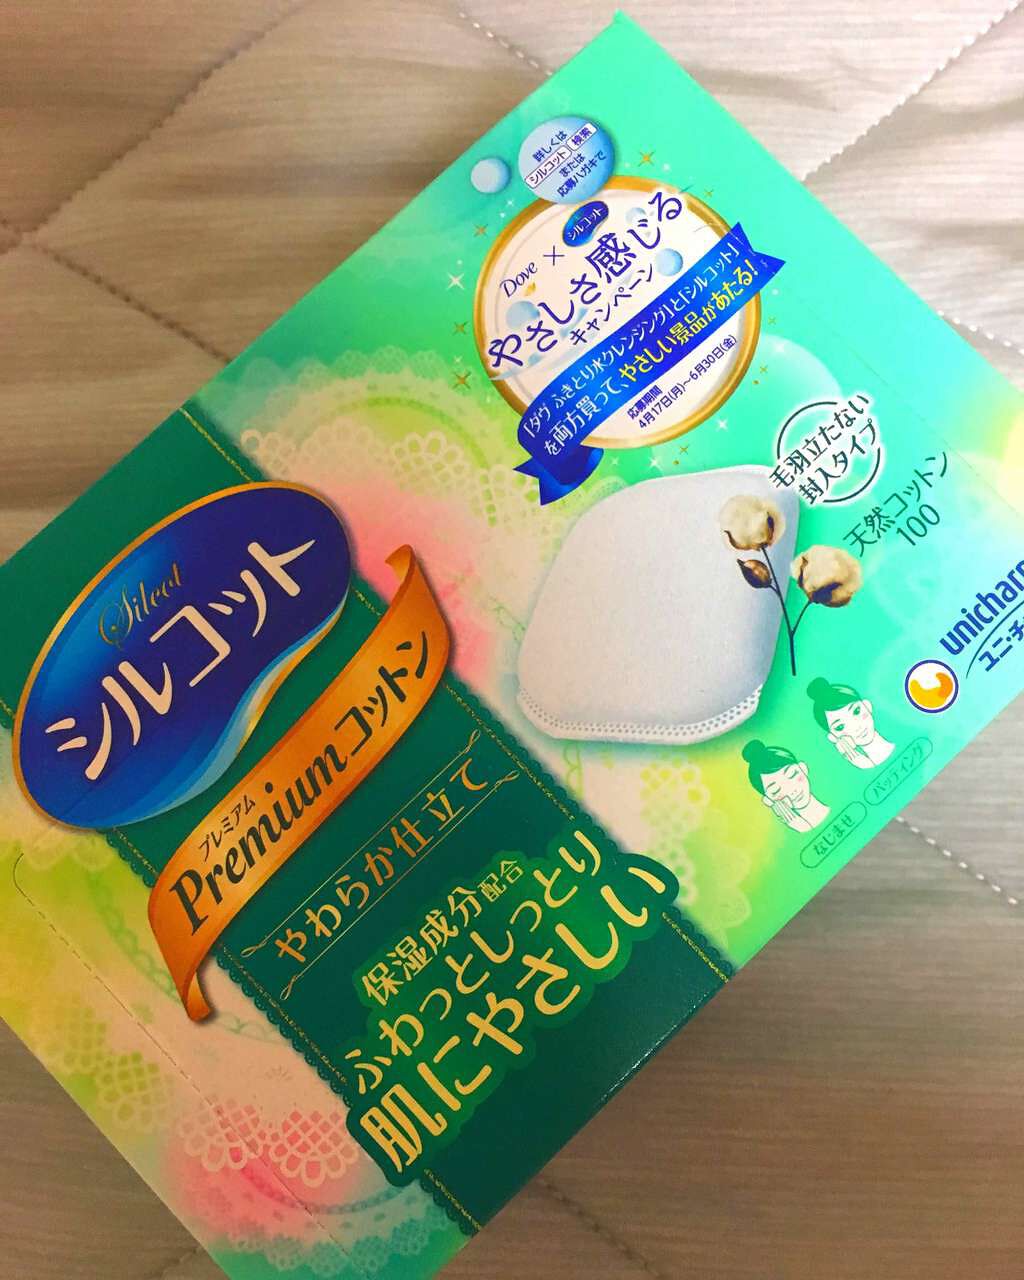 詳しくは
シルコット 検索
または
応募ハガキで
Dove × シルコット
やさしさ感じる
キャンペーン
「ダヴ ふきとり水クレンジング」と「シルコット」
を両方買って、やさしい景品があたる!
応募期間
4月17日(月)~6月30日(金)
毛羽立たない
封入タイプ
天然コットン
100
unicharm
ユニ・チ
Silcot
シルコット
プレミアム
Premiumコットン
やわらか仕立て
保湿成分配合
ふわっとしっとり
肌にやさしい
パッティング
なじませ